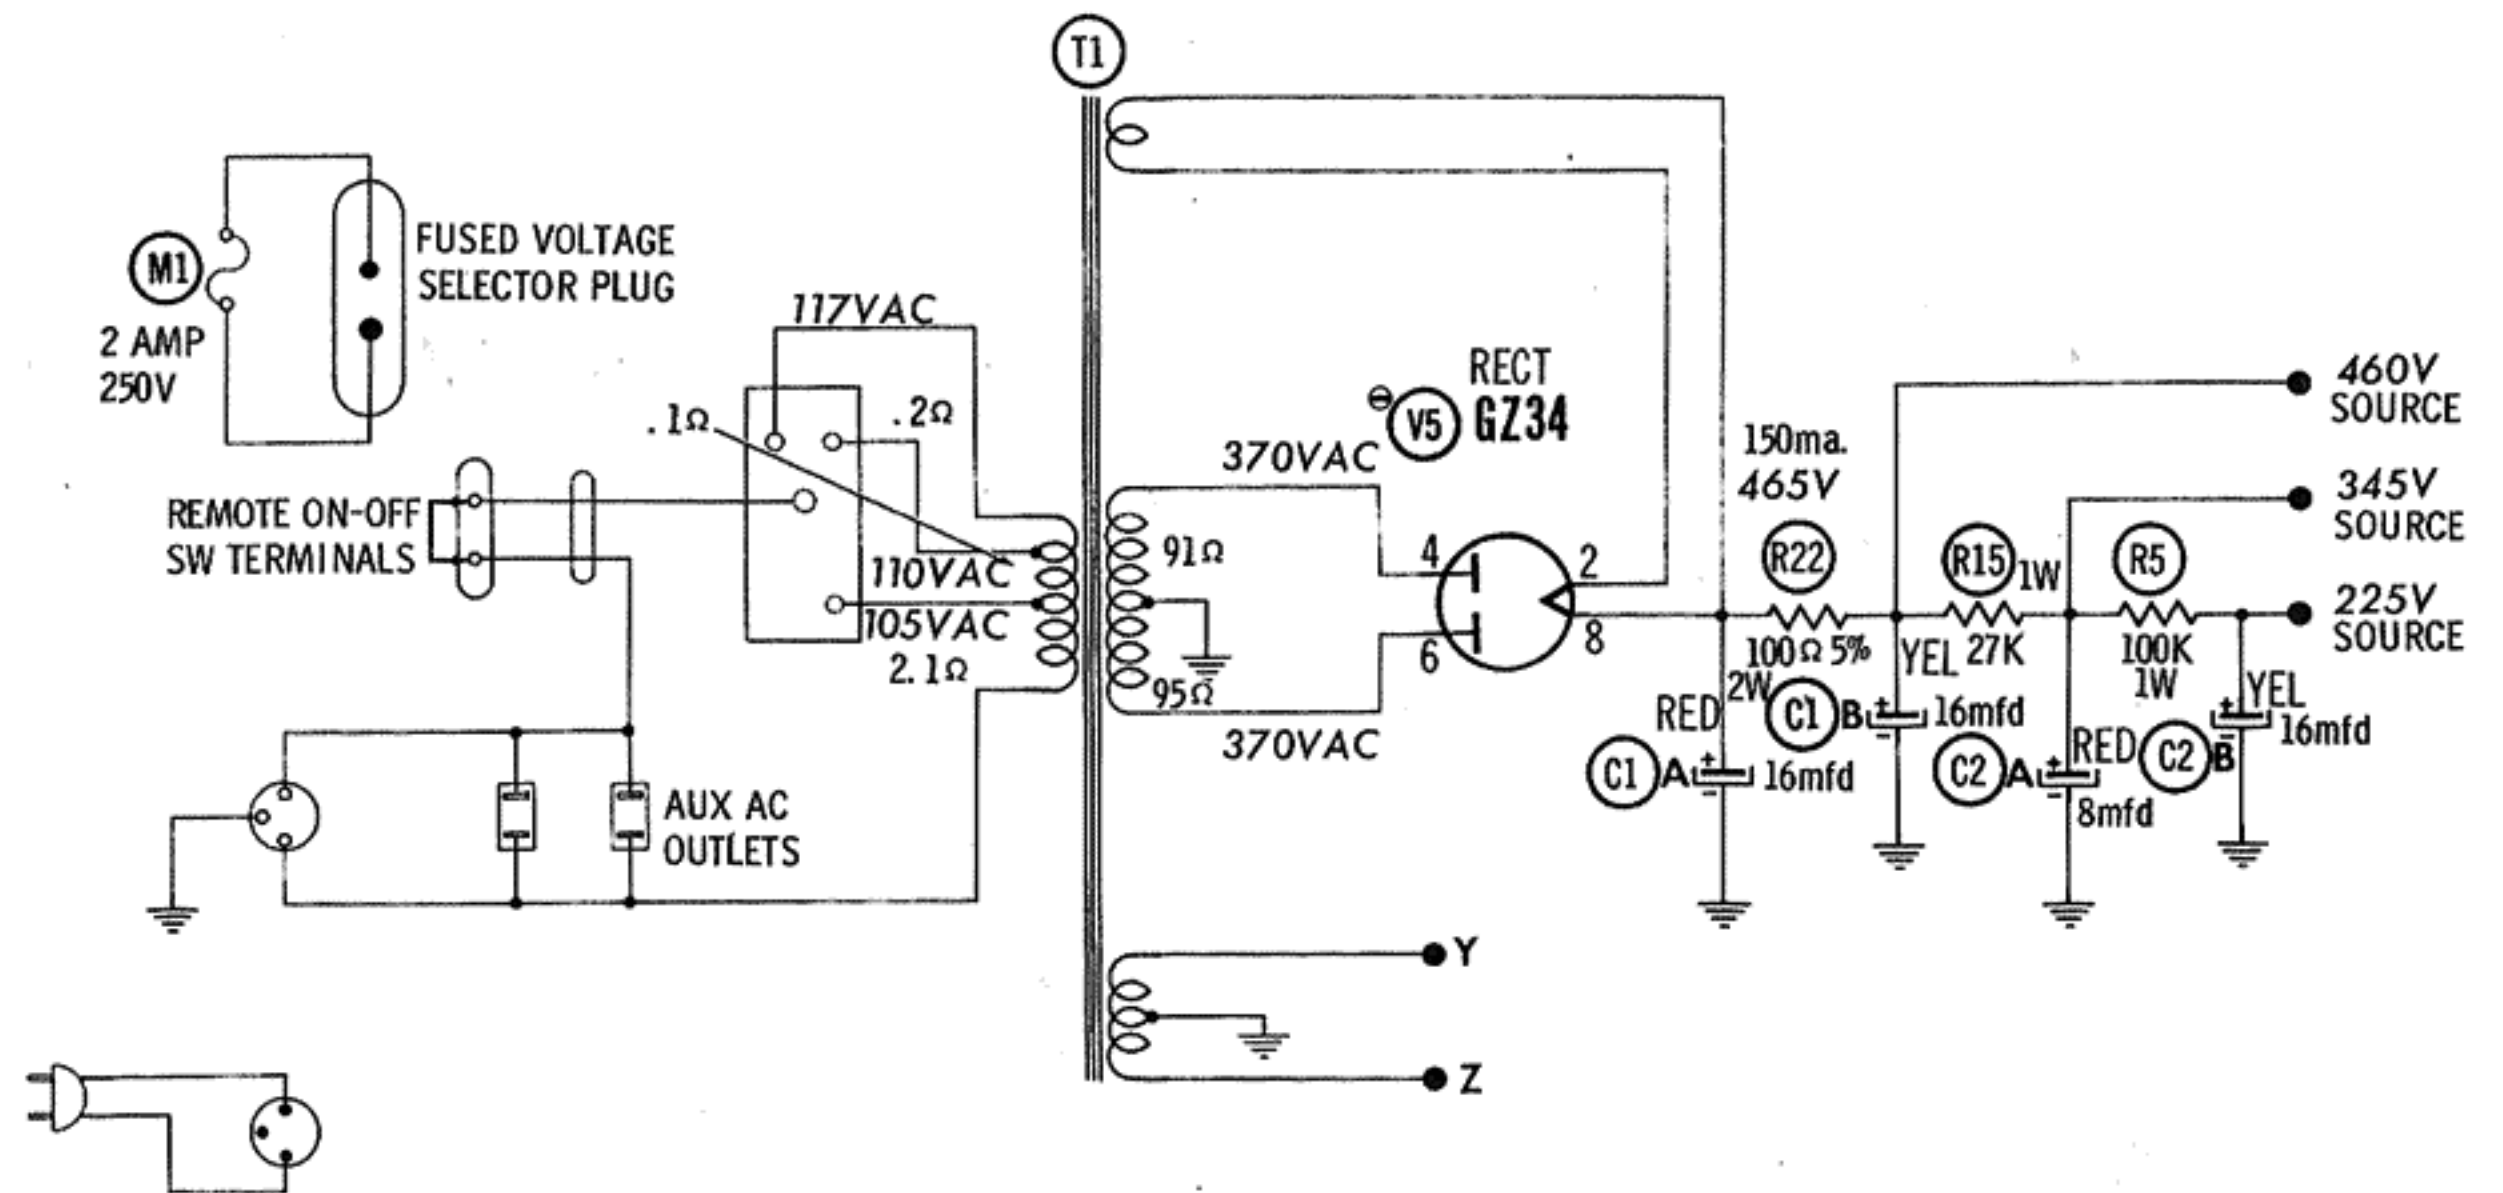 T1
M1
2 AMP
250V
FUSED VOLTAGE
SELECTOR PLUG
117VAC
.1Ω
.2Ω
REMOTE ON-OFF
SW TERMINALS
110VAC
105VAC
2.1Ω
AUX AC
OUTLETS
370VAC
91Ω
95Ω
370VAC
RECT
V5 GZ34
4
6
2
8
150ma.
465V
R22
100Ω 5%
2W
R15 1W
27K
R5
100K
1W
460V
SOURCE
345V
SOURCE
225V
SOURCE
RED
C1 A + - 16mfd
YEL
C1 B + - 16mfd
RED
C2 A + - 8mfd
YEL
C2 B + - 16mfd
Y
Z